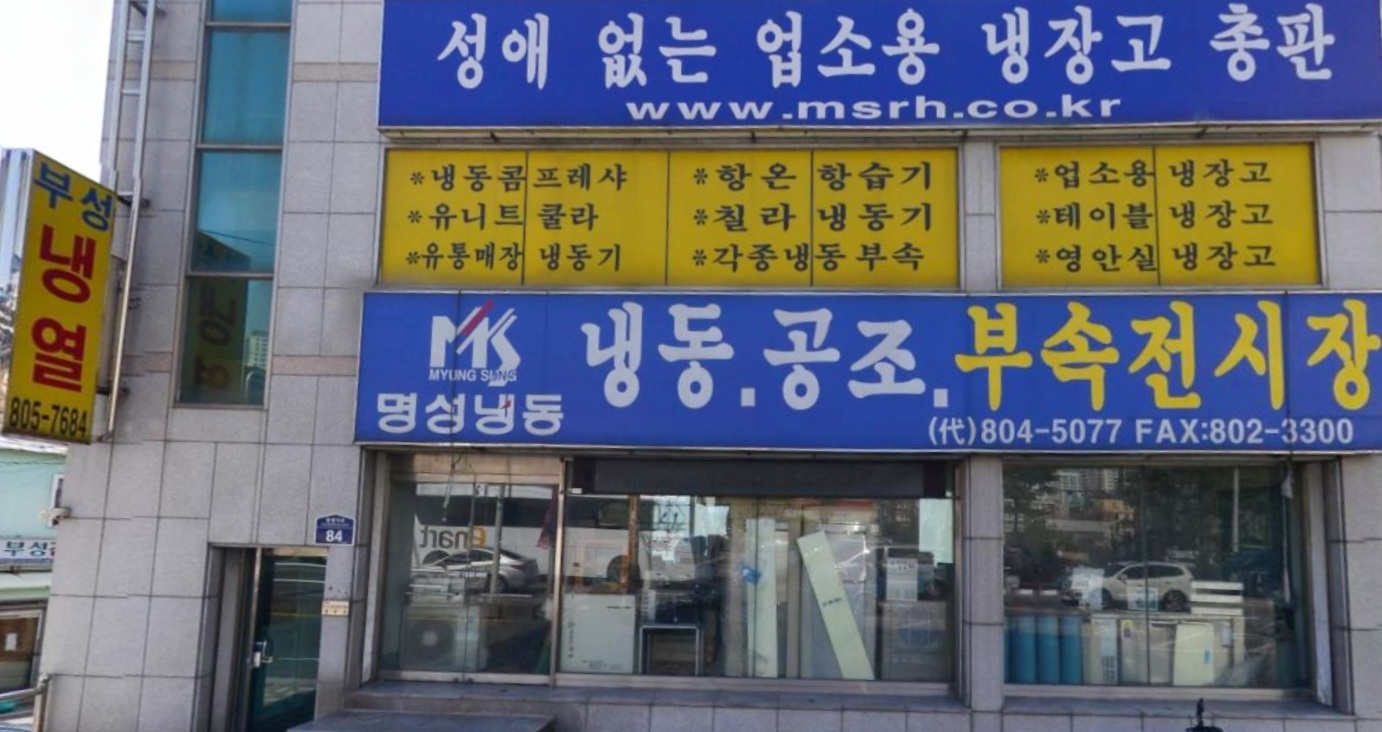 성애 없는 업소용 냉장고 총판
www.msrh.co.kr
*냉동콤프레샤
*유니트 쿨라
*유통매장 냉동기
*항온 항습기
*칠라 냉동기
*각종냉동부속
*업소용 냉장고
*테이블 냉장고
*영안실 냉장고
MS
MYUNG SUNG
명성냉동
냉동.공조.부속전시장
(代)804-5077 FAX:802-3300
부성
냉열
805-7684
84
부성
enart